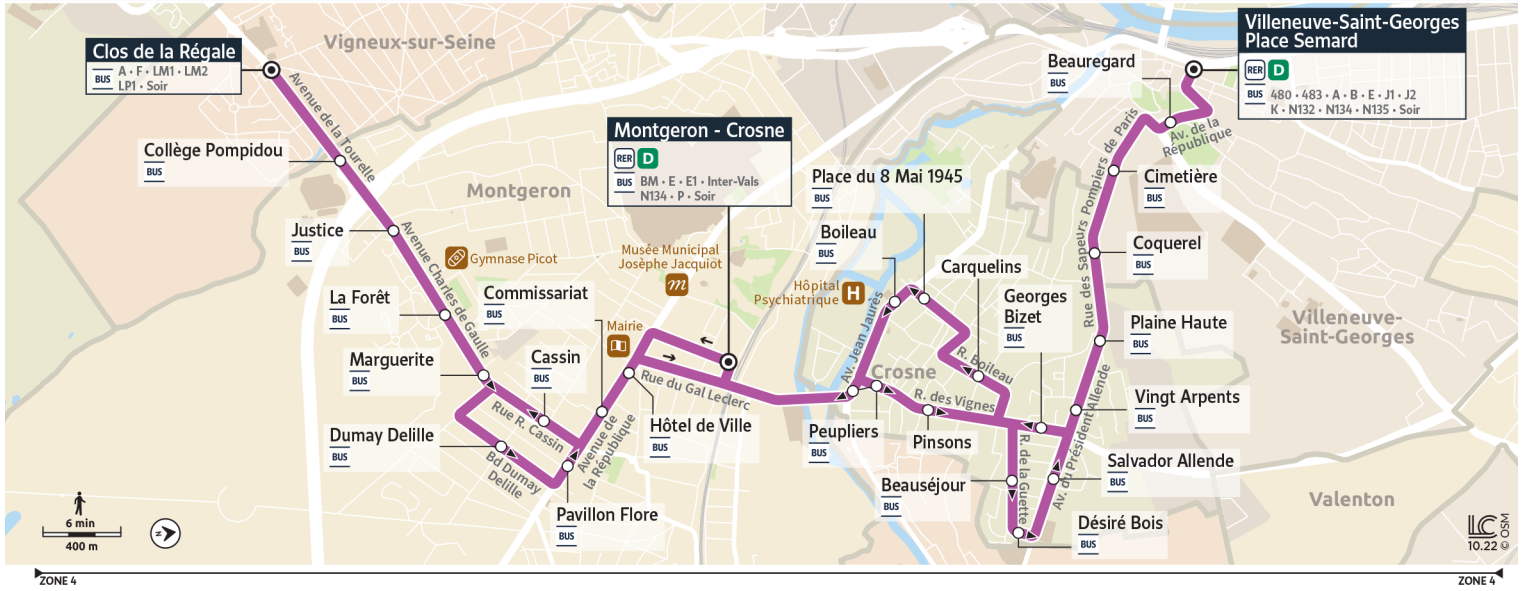 Clos de la Régale
BUS A • F • LM1 • LM2
LP1 • Soir
Vigneux-sur-Seine
Avenue de la Tourelle
Collège Pompidou
BUS
Justice
BUS
Avenue Charles de Gaulle
Gymnase Picot
Montgeron
La Forêt
BUS
Marguerite
BUS
Commissariat
BUS
Cassin
BUS
Rue R. Cassin
Dumay Delille
BUS
Bd Dumay
Delille
Pavillon Flore
BUS
Avenue de
la République
Mairie
Hôtel de Ville
BUS
Rue du Gal Leclerc
Musée Municipal
Josèphe Jacquiot
m
Montgeron - Crosne
RER D
BUS BM • E • E1 • Inter-Vals
N134 • P • Soir
Place du 8 Mai 1945
BUS
Boileau
BUS
Hôpital
Psychiatrique
H
Av. Jean Jaurès
Crosne
Carquelins
R. Boileau
Georges
Bizet
BUS
R. des Vignes
Peupliers
BUS
Pinsons
Beauséjour
BUS
R. de la Guette
Désiré Bois
BUS
Salvador Allende
BUS
Av. du Président Allende
Vingt Arpents
BUS
Plaine Haute
BUS
Coquerel
BUS
Rue des Sapeurs Pompiers de Paris
Cimetière
BUS
Beauregard
BUS
Av. de la
République
Villeneuve-Saint-Georges
Place Semard
RER D
BUS 480 • 483 • A • B • E • J1 • J2
K • N132 • N134 • N135 • Soir
Villeneuve-
Saint-Georges
Valenton
6 min
400 m
N
LC
10.22 © OSM
ZONE 4
ZONE 4